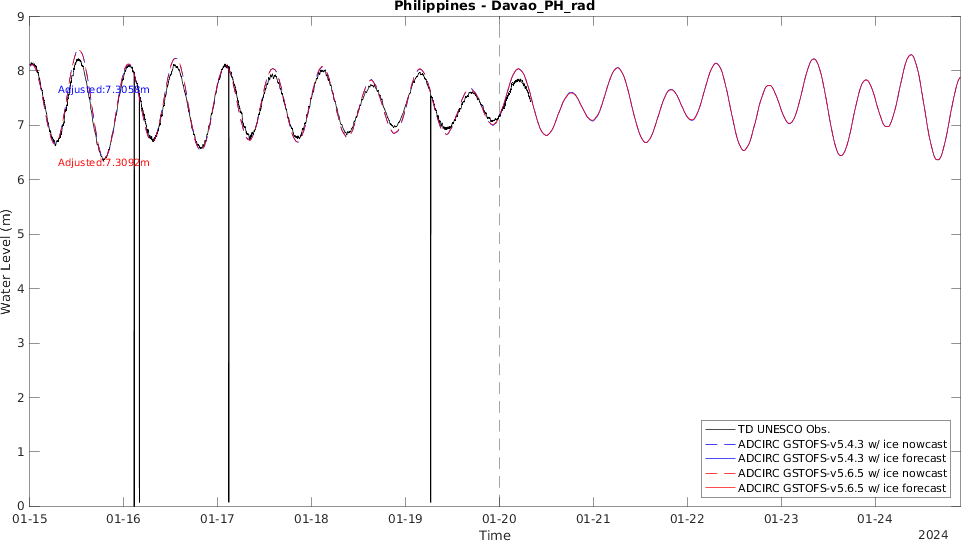 Philippines - Davao_PH_rad
9
8
7
6
5
4
3
2
1
0
Water Level (m)
Adjusted:7.3058m
Adjusted:7.3092m
TD UNESCO Obs.
ADCIRC GSTOFS-v5.4.3 w/ ice nowcast
ADCIRC GSTOFS-v5.4.3 w/ ice forecast
ADCIRC GSTOFS-v5.6.5 w/ ice nowcast
ADCIRC GSTOFS-v5.6.5 w/ ice forecast
01-15 01-16 01-17 01-18 01-19 01-20 01-21 01-22 01-23 01-24
Time
2024